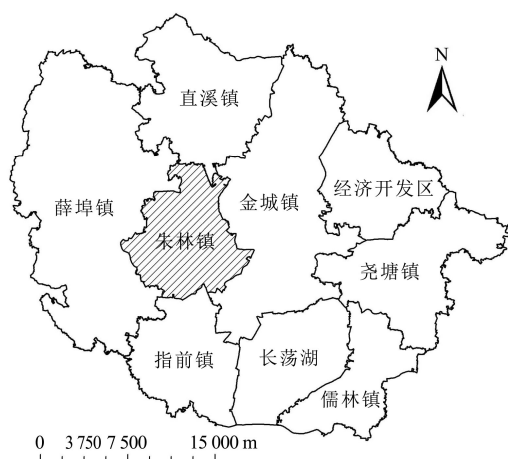 N
直溪镇
经济开发区
薛埠镇
金城镇
朱林镇
尧塘镇
指前镇
长荡湖
儒林镇
0 3 750 7 500 15 000 m